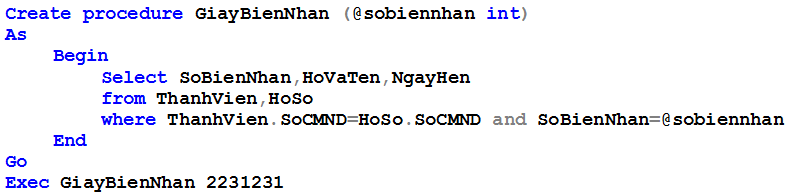 Create procedure GiayBienNhan (@sobiennhan int)
As
Begin
Select SoBienNhan,HoVaTen,NgayHen
from ThanhVien,HoSo
where ThanhVien.SoCMND=HoSo.SoCMND and SoBienNhan=@sobiennhan
End
Go
Exec GiayBienNhan 2231231